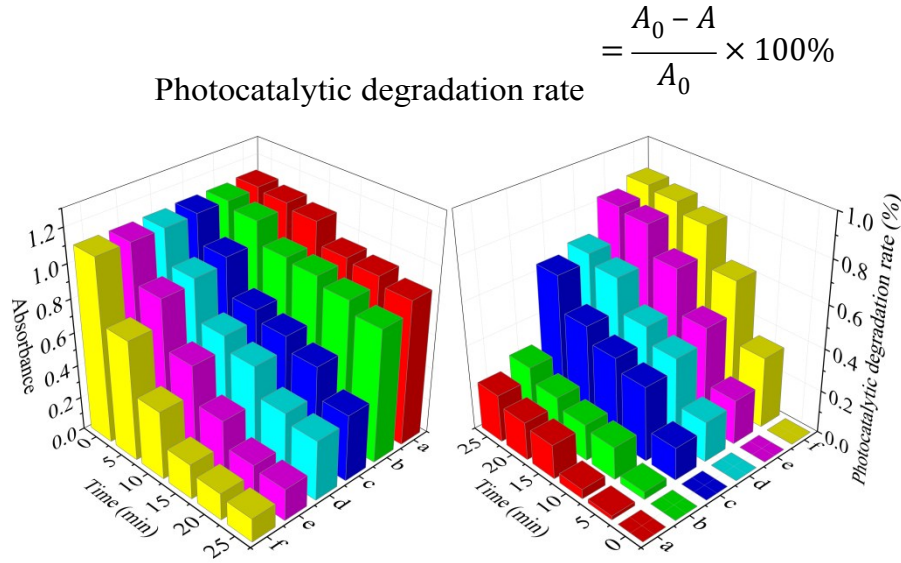 Photocatalytic degradation rate
= A₀ − A / A₀ × 100%
Absorbance
0.0
0.2
0.4
0.6
0.8
1.0
1.2
0
5
10
15
20
25
Time (min)
f
e
d
c
b
a
25
20
15
10
5
0
Time (min)
a
b
c
d
e
f
0.0
0.2
0.4
0.6
0.8
1.0
Photocatalytic degradation rate (%)